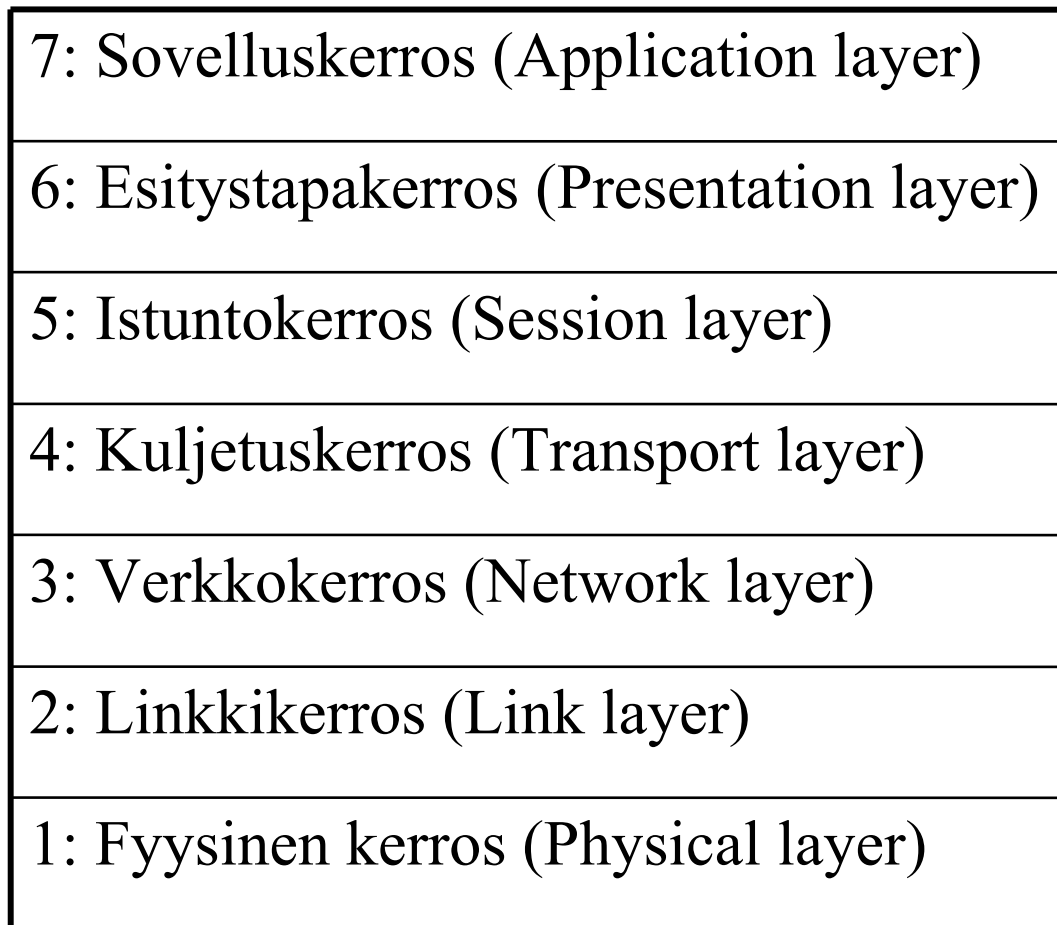 7: Sovelluskerros (Application layer)
6: Esitystapakerros (Presentation layer)
5: Istuntokerros (Session layer)
4: Kuljetuskerros (Transport layer)
3: Verkkokerros (Network layer)
2: Linkkikerros (Link layer)
1: Fyysinen kerros (Physical layer)